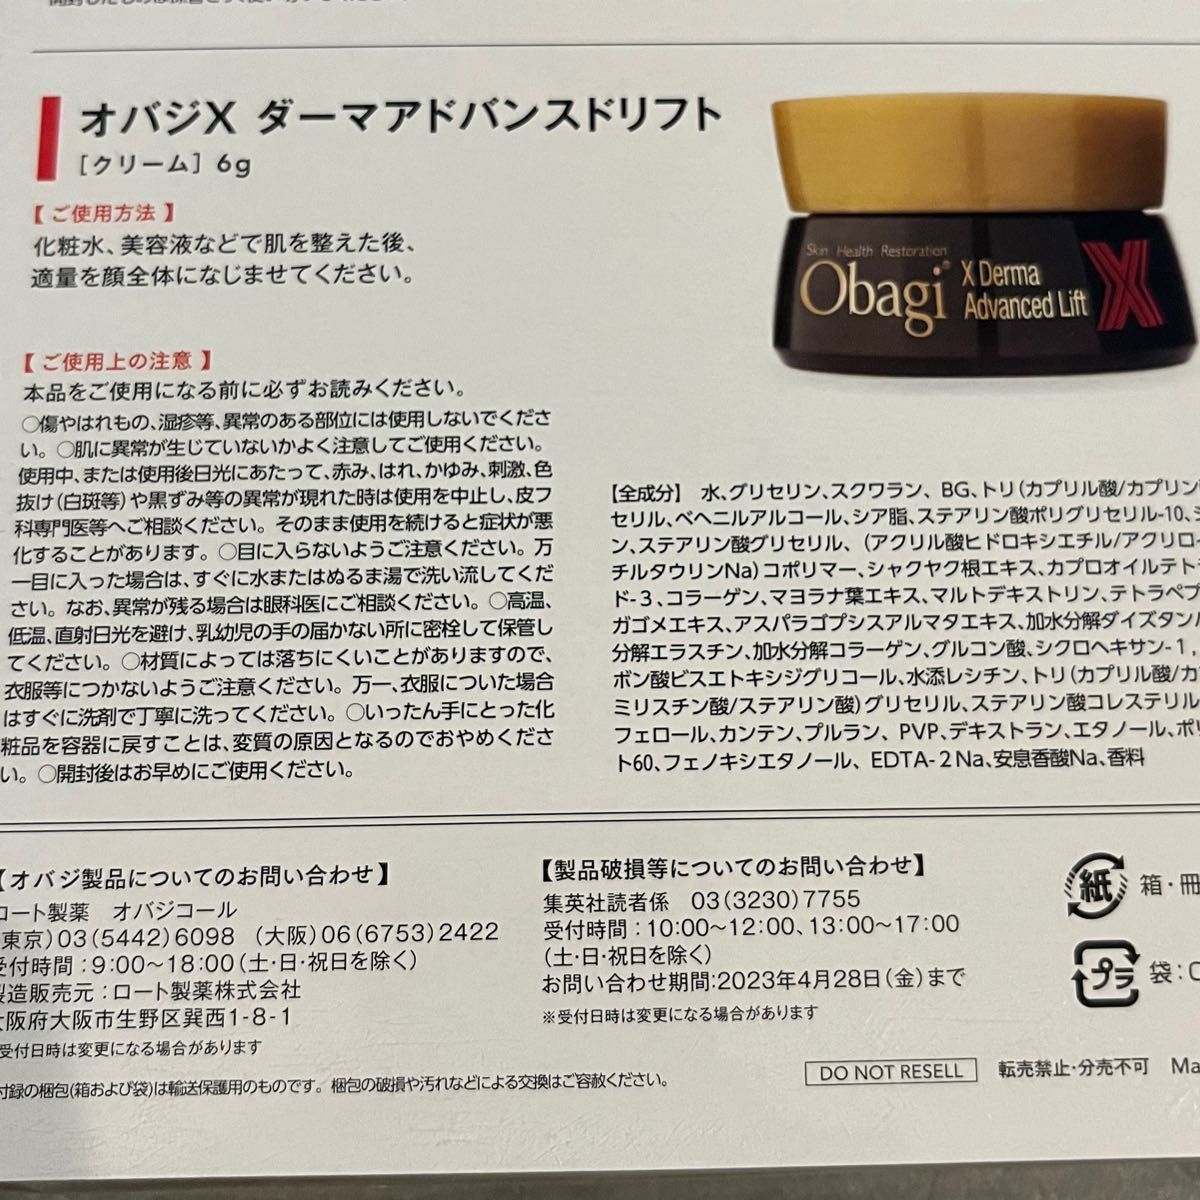 オバジX ダーマアドバンスドリフト
[クリーム] 6g
【 ご使用方法 】
化粧水、美容液などで肌を整えた後、
適量を顔全体になじませてください。
【 ご使用上の注意 】
本品をご使用になる前に必ずお読みください。
○傷やはれもの、湿疹等、異常のある部位には使用しないでくださ
い。○肌に異常が生じていないかよく注意してご使用ください。
使用中、または使用後日光にあたって、赤み、はれ、かゆみ、刺激、色
抜け(白斑等)や黒ずみ等の異常が現れた時は使用を中止し、皮フ
科専門医等へご相談ください。そのまま使用を続けると症状が悪
化することがあります。○目に入らないようご注意ください。万
一目に入った場合は、すぐに水またはぬるま湯で洗い流してくだ
さい。なお、異常が残る場合は眼科医にご相談ください。○高温、
低温、直射日光を避け、乳幼児の手の届かない所に密栓して保管し
てください。○材質によっては落ちにくいことがありますので、
衣服等につかないようご注意ください。万一、衣服についた場合
はすぐに洗剤で丁寧に洗ってください。○いったん手にとった化
粧品を容器に戻すことは、変質の原因となるのでおやめくださ
い。○開封後はお早めにご使用ください。
Skin Health Restoration
Obagi® X Derma
Advanced Lift X
【全成分】 水、グリセリン、スクワラン、BG、トリ(カプリル酸/カプリン
セリル、ベヘニルアルコール、シア脂、ステアリン酸ポリグリセリル-10、
ン、ステアリン酸グリセリル、(アクリル酸ヒドロキシエチル/アクリロ
チルタウリンNa)コポリマー、シャクヤク根エキス、カプロオイルテト
ド-3、コラーゲン、マヨラナ葉エキス、マルトデキストリン、テトラペプ
ガゴメエキス、アスパラゴプシスアルマタエキス、加水分解ダイズタン
分解エラスチン、加水分解コラーゲン、グルコン酸、シクロヘキサン-1,
ボン酸ビスエトキシジグリコール、水添レシチン、トリ(カプリル酸/カ
ミリスチン酸/ステアリン酸)グリセリル、ステアリン酸コレステリル
フェロール、カンテン、プルラン、PVP、デキストラン、エタノール、ポリ
ト60、フェノキシエタノール、EDTA-2Na、安息香酸Na、香料
【オバジ製品についてのお問い合わせ】
ロート製薬 オバジコール
(東京)03(5442)6098 (大阪)06(6753)2422
受付時間：9:00〜18:00(土・日・祝日を除く)
製造販売元：ロート製薬株式会社
大阪府大阪市生野区巽西1-8-1
受付日時は変更になる場合があります
【製品破損等についてのお問い合わせ】
集英社読者係 03(3230)7755
受付時間：10:00〜12:00、13:00〜17:00
(土・日・祝日を除く)
お問い合わせ期間:2023年4月28日(金)まで
※受付日時は変更になる場合があります
紙 箱・冊
プラ 袋:
付録の梱包(箱および袋)は輸送保護用のものです。梱包の破損や汚れなどによる交換はご容赦ください。
DO NOT RESELL 転売禁止・分売不可 Ma